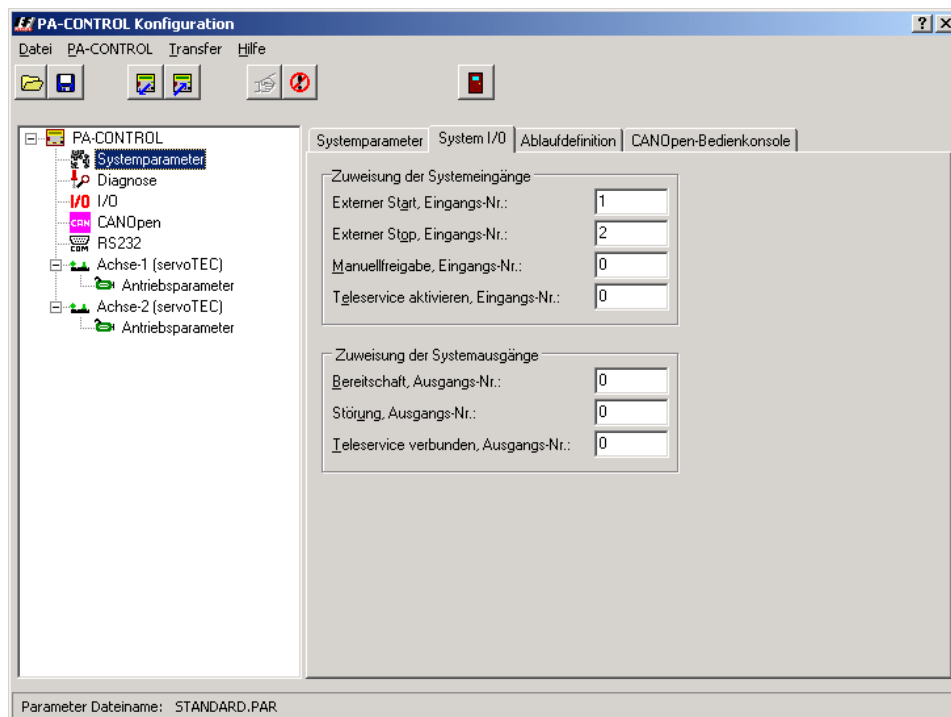 PA-CONTROL Konfiguration
Datei PA-CONTROL Transfer Hilfe
PA-CONTROL
Systemparameter
Diagnose
I/O I/O
CAN CANOpen
COM RS232
Achse-1 (servoTEC)
Antriebsparameter
Achse-2 (servoTEC)
Antriebsparameter
Systemparameter System I/O Ablaufdefinition CANOpen-Bedienkonsole
Zuweisung der Systemeingänge
Externer Start, Eingangs-Nr.: 1
Externer Stop, Eingangs-Nr.: 2
Manuellfreigabe, Eingangs-Nr.: 0
Teleservice aktivieren, Eingangs-Nr.: 0
Zuweisung der Systemausgänge
Bereitschaft, Ausgangs-Nr.: 0
Störung, Ausgangs-Nr.: 0
Teleservice verbunden, Ausgangs-Nr.: 0
Parameter Dateiname: STANDARD.PAR